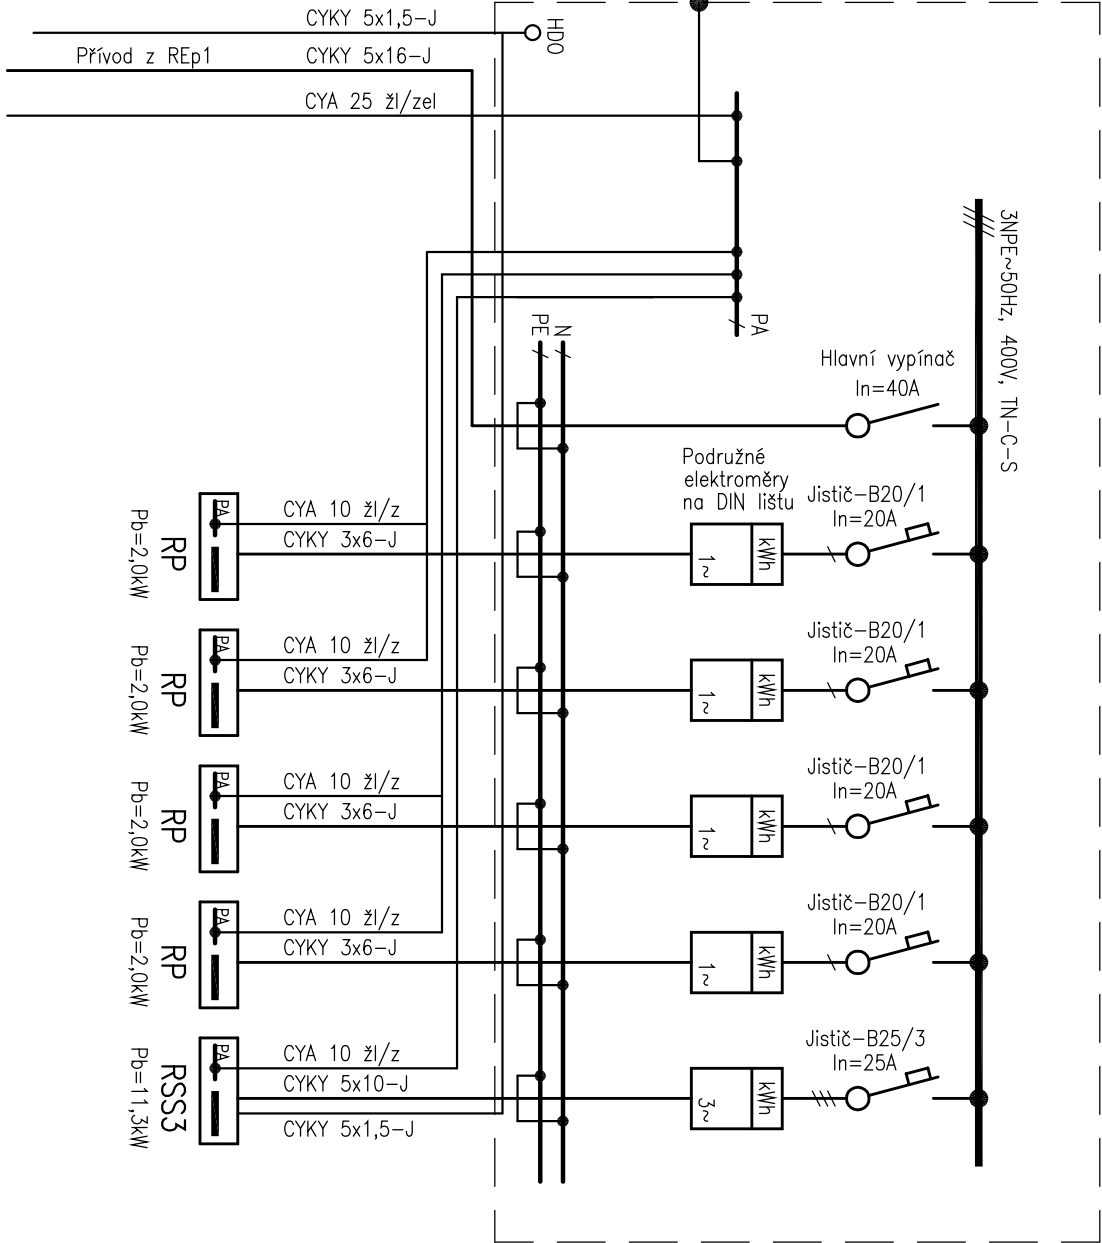 CYKY 5x1,5-J
HDO
Přívod z REp1
CYKY 5x16-J
CYA 25 žl/zel
3NPE~50Hz, 400V, TN-C-S
PA
PE
N
Hlavní vypínač
In=40A
Podružné
elektroměry
na DIN lištu
Jistič-B20/1
In=20A
kWh
1~
CYA 10 žl/z
CYKY 3x6-J
PA
RP
Pb=2,0kW
Jistič-B20/1
In=20A
kWh
1~
CYA 10 žl/z
CYKY 3x6-J
PA
RP
Pb=2,0kW
Jistič-B20/1
In=20A
kWh
1~
CYA 10 žl/z
CYKY 3x6-J
PA
RP
Pb=2,0kW
Jistič-B20/1
In=20A
kWh
1~
CYA 10 žl/z
CYKY 3x6-J
PA
RP
Pb=2,0kW
Jistič-B25/3
In=25A
kWh
3~
CYA 10 žl/z
CYKY 5x10-J
CYKY 5x1,5-J
PA
RSS3
Pb=11,3kW